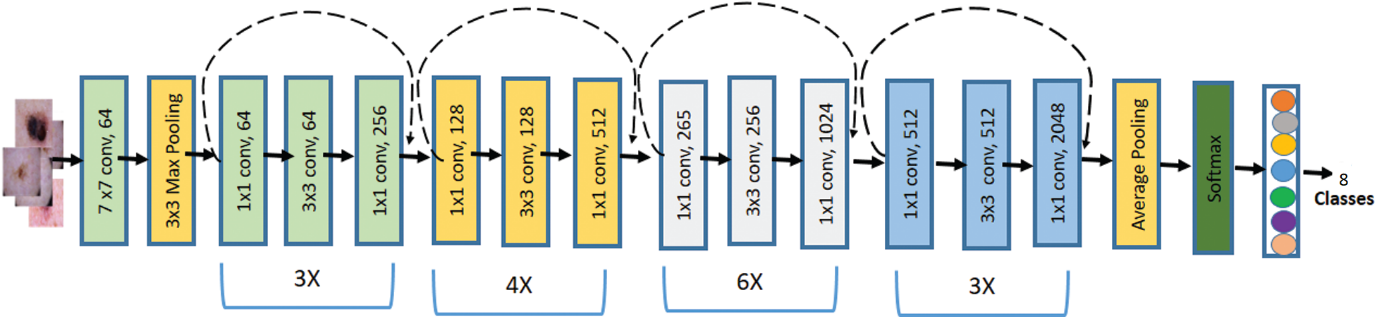 7 x7 conv, 64
3x3 Max Pooling
1x1 conv, 64
3x3 conv, 64
1x1 conv, 256
3X
1x1 conv, 128
3x3 conv, 128
1x1 conv, 512
4X
1x1 conv, 265
3x3 conv, 256
1x1 conv, 1024
6X
1x1 conv, 512
3x3 conv, 512
1x1 conv, 2048
3X
Average Pooling
Softmax
8
Classes